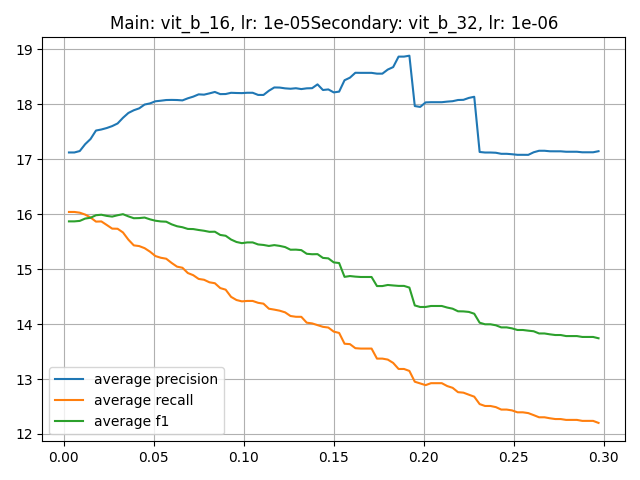 Main: vit_b_16, lr: 1e-05Secondary: vit_b_32, lr: 1e-06
19
18
17
16
15
14
13
12
average precision
average recall
average f1
0.00 0.05 0.10 0.15 0.20 0.25 0.30